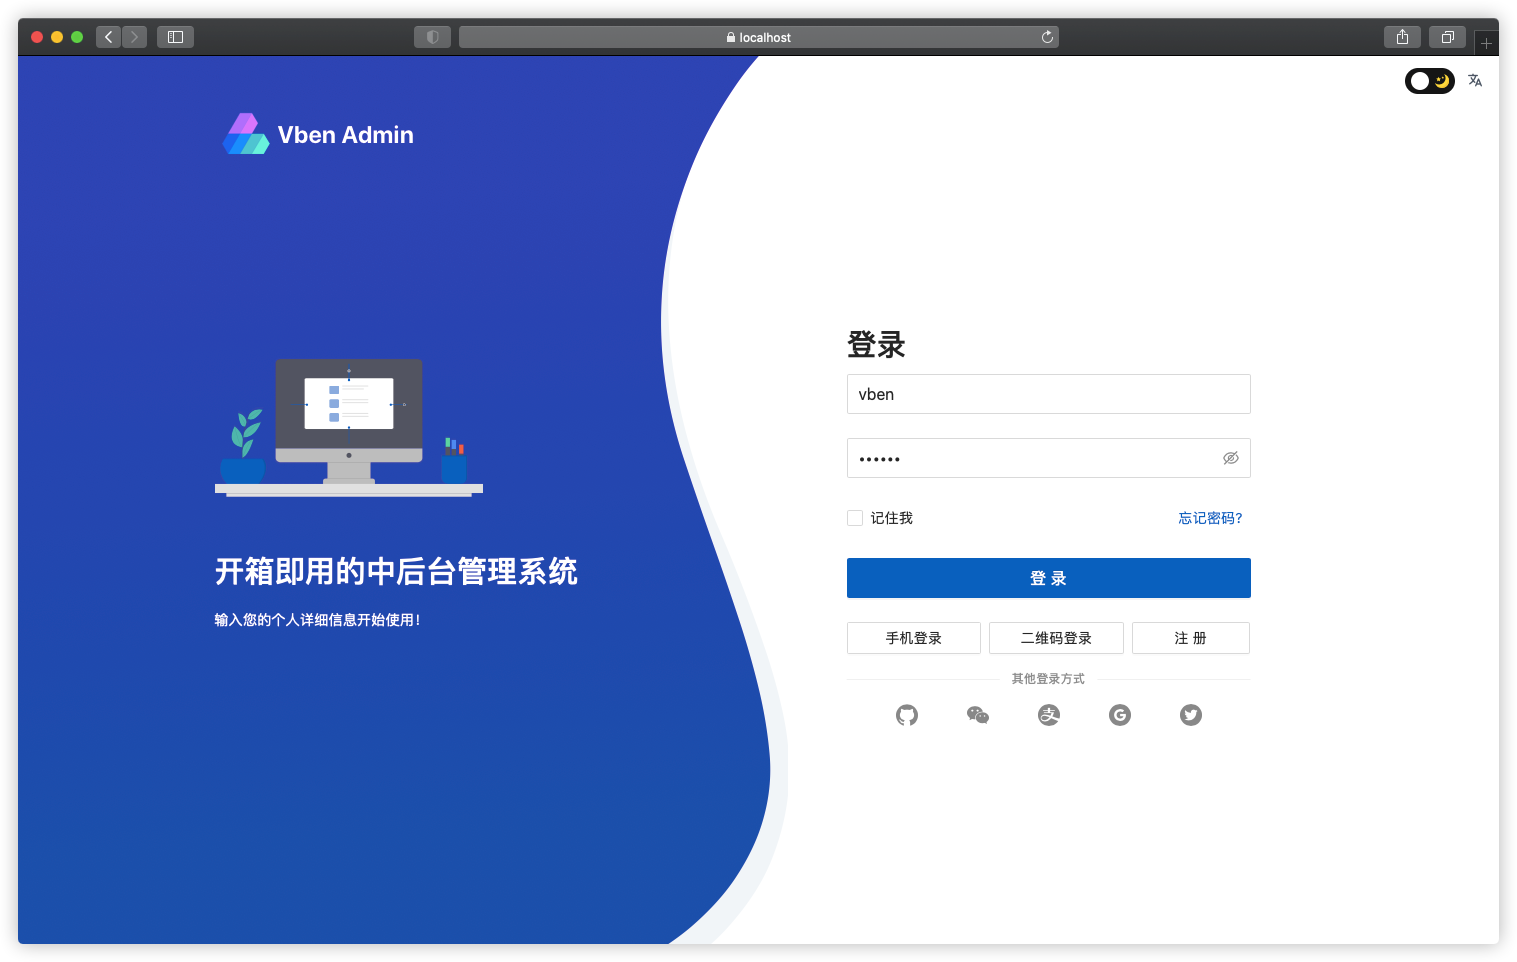 localhost
Vben Admin
开箱即用的中后台管理系统
输入您的个人详细信息开始使用！
登录
vben
••••••
记住我
忘记密码?
登 录
手机登录
二维码登录
注 册
其他登录方式